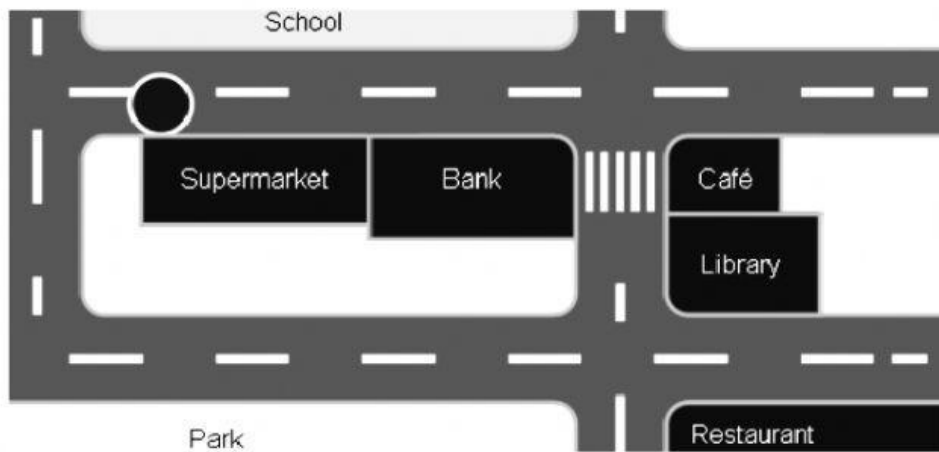 School
Supermarket
Bank
Café
Library
Park
Restaurant